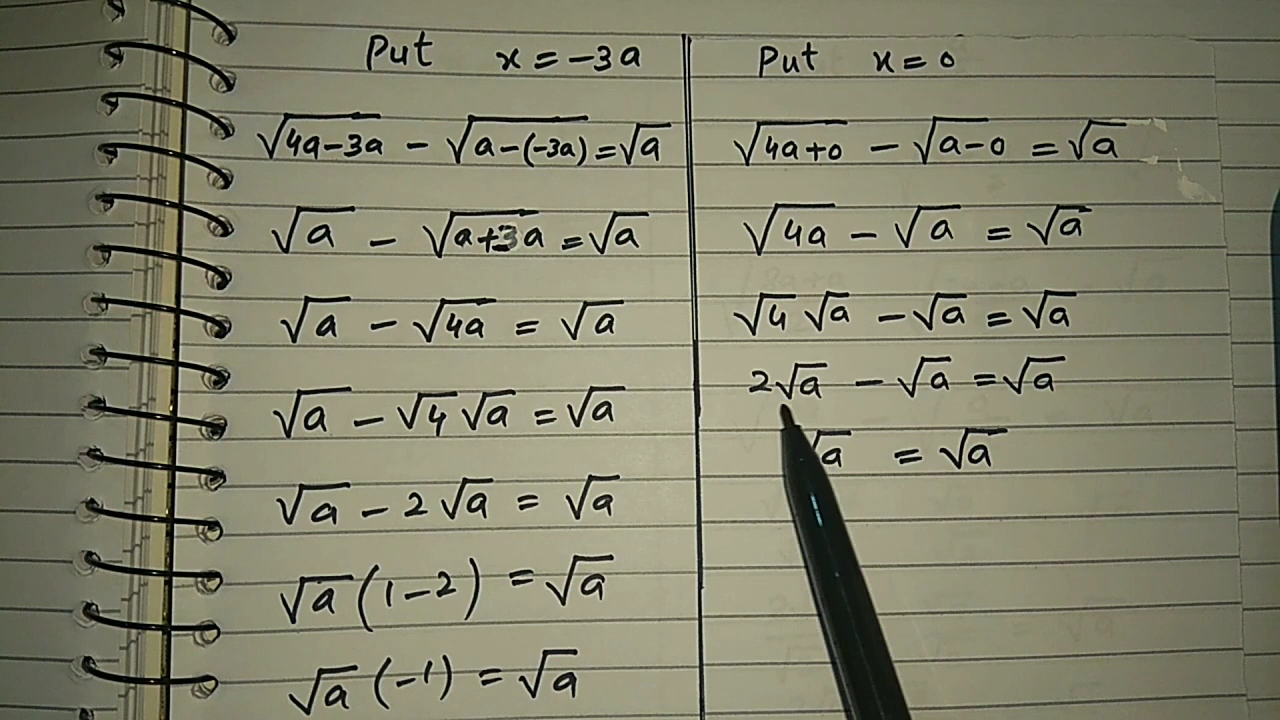 Put x = -3a
√(4a-3a) - √(a-(-3a)) = √a
√a - √(a+3a) = √a
√a - √(4a) = √a
√a - √4 √a = √a
√a - 2√a = √a
√a (1-2) = √a
√a (-1) = √a
Put x = 0
√(4a+0) - √(a-0) = √a
√(4a) - √a = √a
√4 √a - √a = √a
2√a - √a = √a
√a = √a